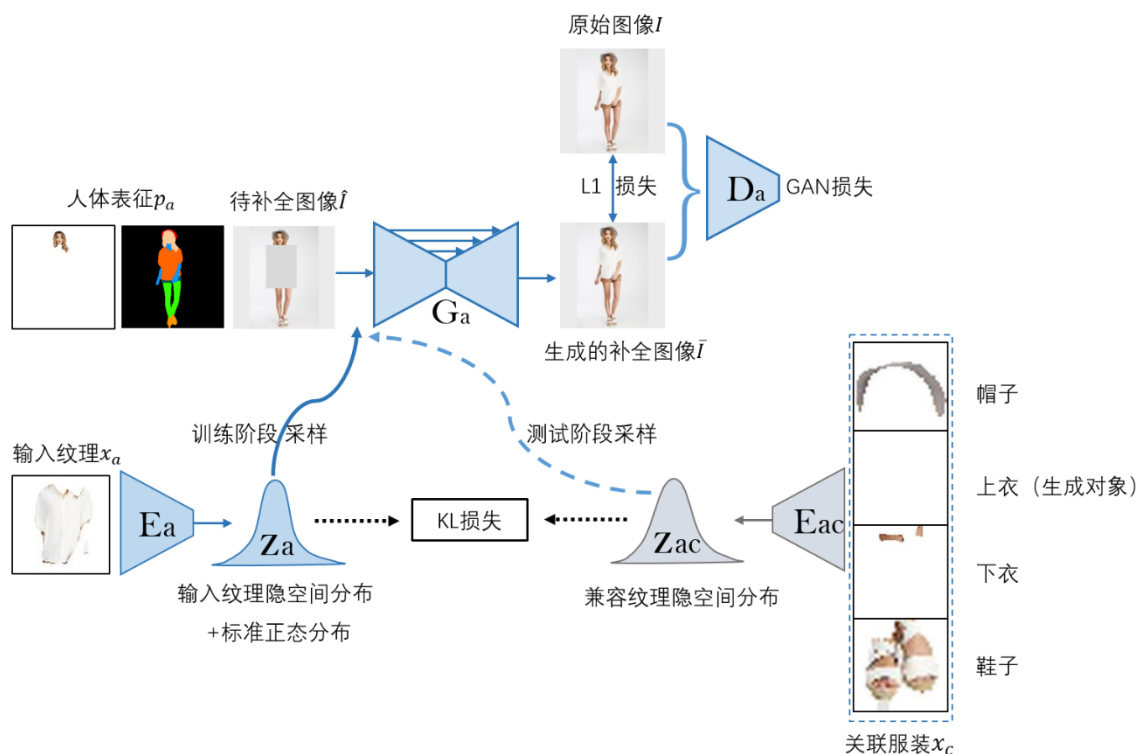 原始图像I
L1 损失
Da
GAN损失
人体表征pₐ
待补全图像Î
Ga
生成的补全图像Ī
帽子
训练阶段 采样
测试阶段采样
输入纹理xₐ
上衣（生成对象）
Ea
Za
KL损失
Zac
Eac
下衣
输入纹理隐空间分布
+标准正态分布
兼容纹理隐空间分布
鞋子
关联服装x_c